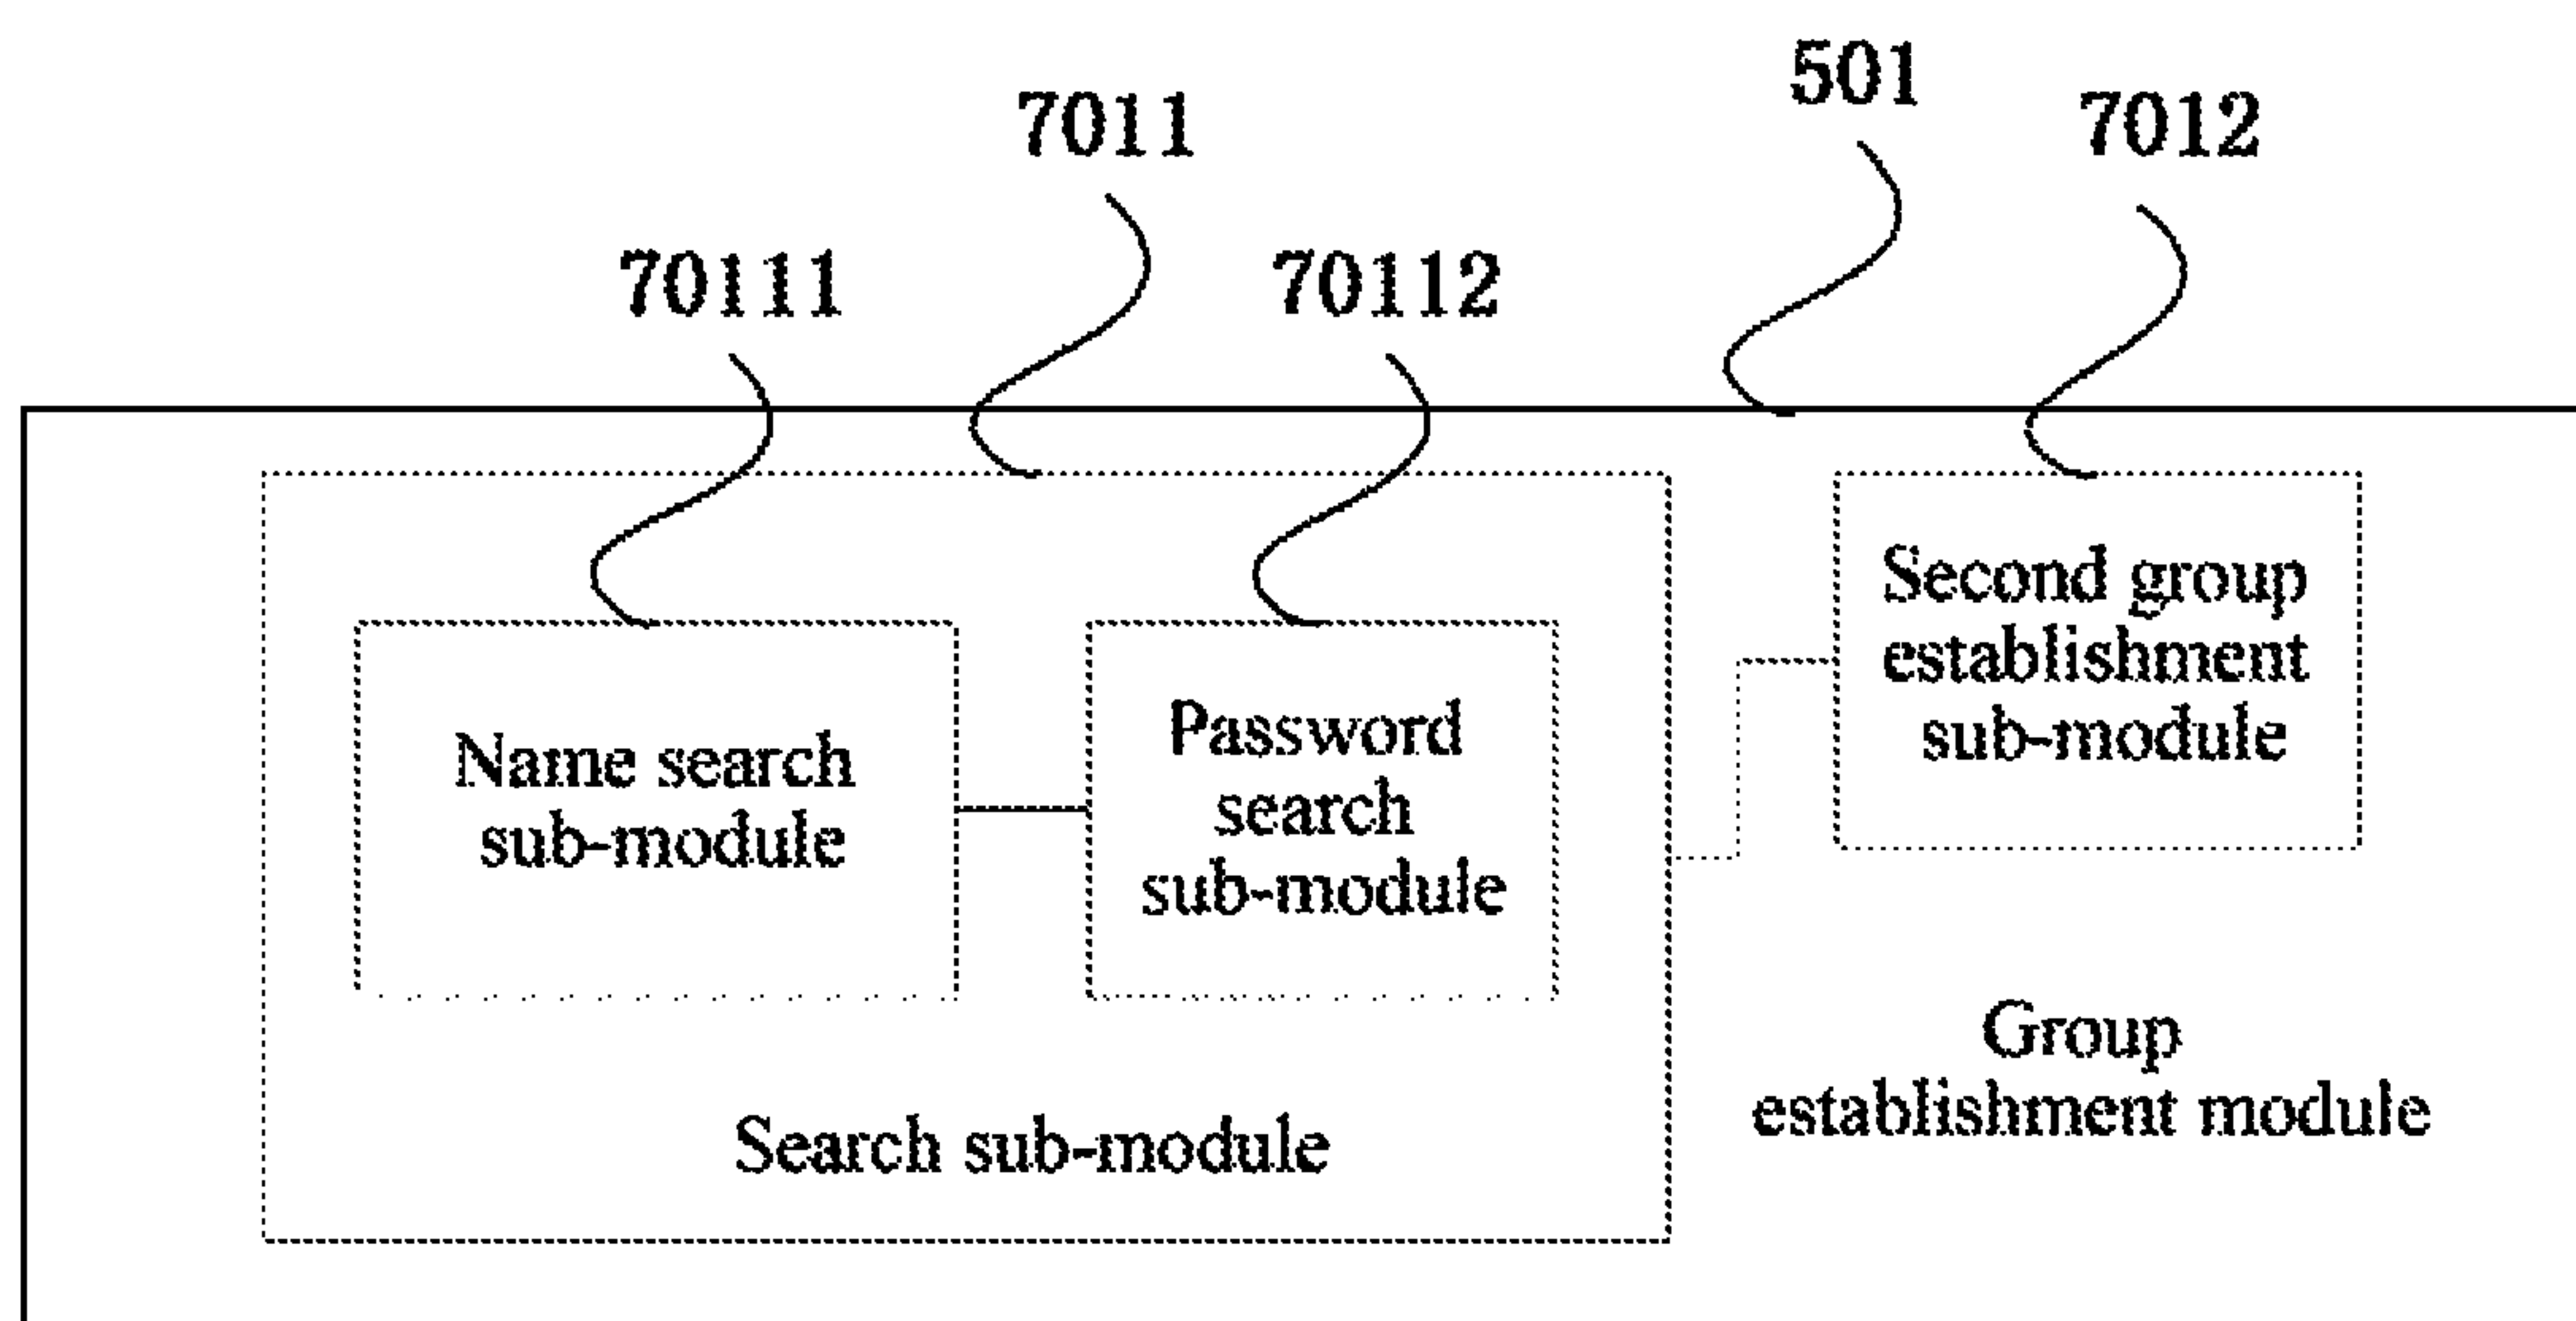 501
7011
7012
70111
70112
Second group
establishment
sub-module
Name search
sub-module
Password
search
sub-module
Group
establishment module
Search sub-module